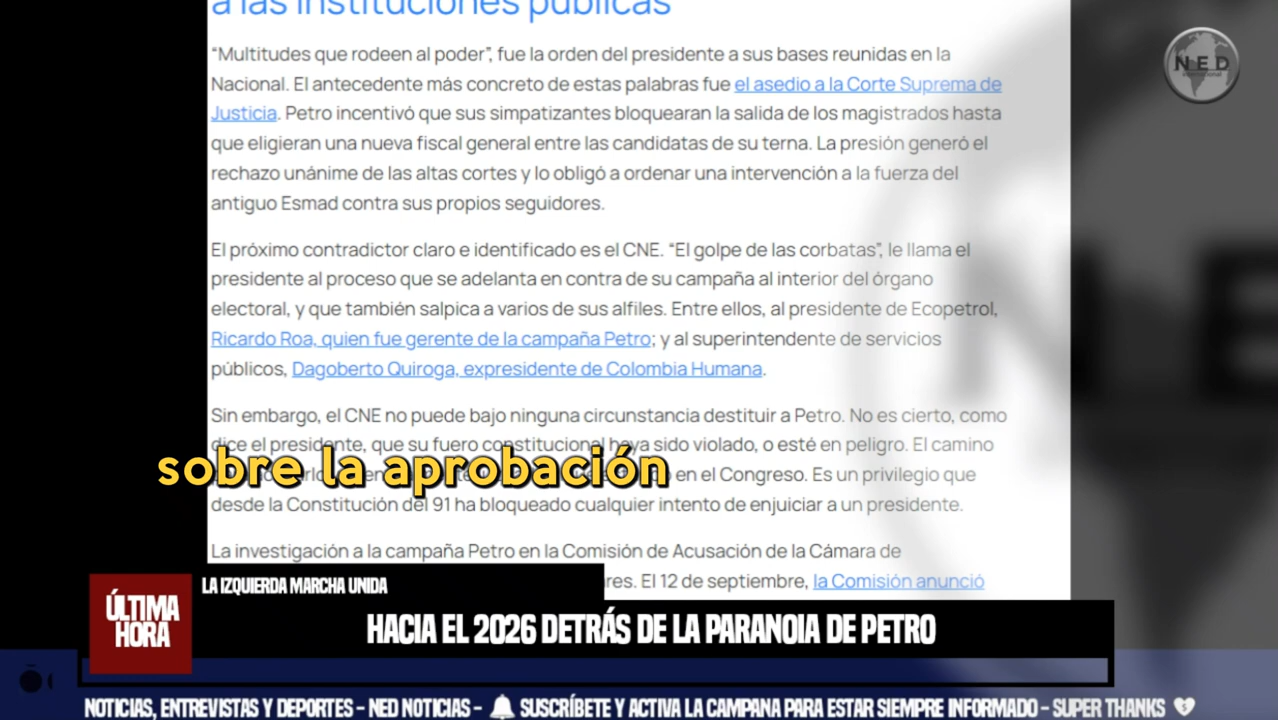 a las instituciones públicas
NED
“Multitudes que rodeen al poder”, fue la orden del presidente a sus bases reunidas en la
Nacional. El antecedente más concreto de estas palabras fue el asedio a la Corte Suprema de
Justicia. Petro incentivó que sus simpatizantes bloquearan la salida de los magistrados hasta
que eligieran una nueva fiscal general entre las candidatas de su terna. La presión generó el
rechazo unánime de las altas cortes y lo obligó a ordenar una intervención a la fuerza del
antiguo Esmad contra sus propios seguidores.
El próximo contradictor claro e identificado es el CNE. “El golpe de las corbatas”, le llama el
presidente al proceso que se adelanta en contra de su campaña al interior del órgano
electoral, y que también salpica a varios de sus alfiles. Entre ellos, al presidente de Ecopetrol,
Ricardo Roa, quien fue gerente de la campaña Petro; y al superintendente de servicios
públicos, Dagoberto Quiroga, expresidente de Colombia Humana.
Sin embargo, el CNE no puede bajo ninguna circunstancia destituir a Petro. No es cierto, como
dice el presidente, que su fuero constitucional haya sido violado, o esté en peligro. El camino
en el Congreso. Es un privilegio que
sobre la aprobación
desde la Constitución del 91 ha bloqueado cualquier intento de enjuiciar a un presidente.
La investigación a la campaña Petro en la Comisión de Acusación de la Cámara de
res. El 12 de septiembre, la Comisión anunció
LA IZQUIERDA MARCHA UNIDA
ÚLTIMA
HORA
HACIA EL 2026 DETRÁS DE LA PARANOIA DE PETRO
NOTICIAS, ENTREVISTAS Y DEPORTES - NED NOTICIAS - SUSCRÍBETE Y ACTIVA LA CAMPANA PARA ESTAR SIEMPRE INFORMADO - SUPER THANKS